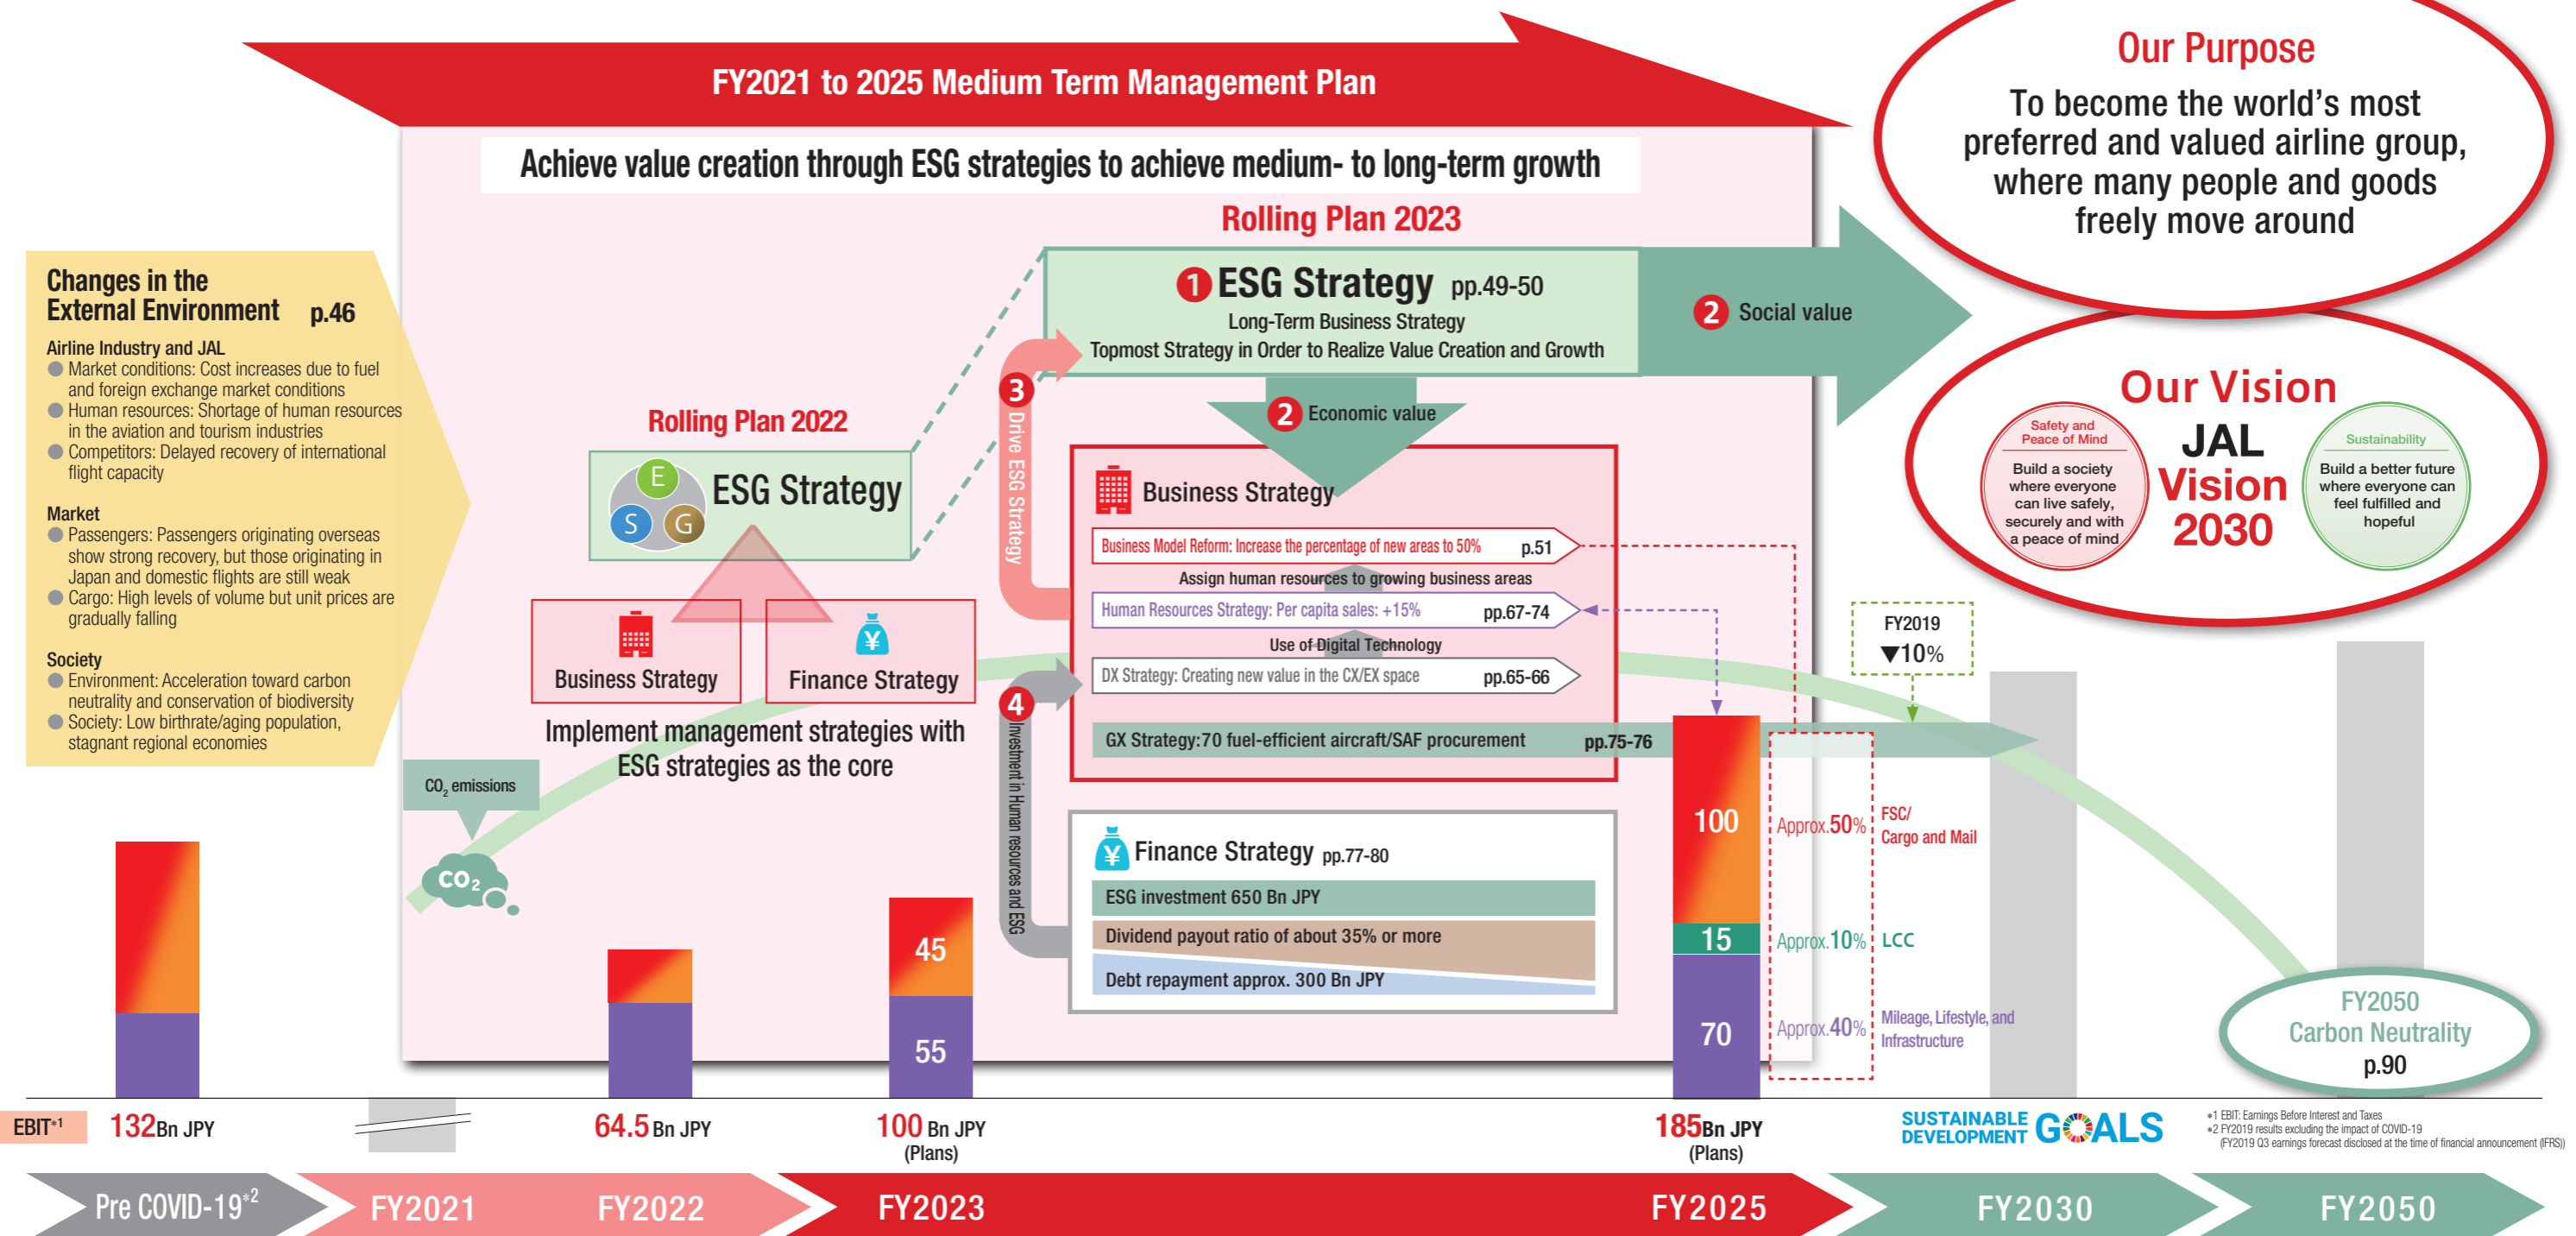 FY2021 to 2025 Medium Term Management Plan
Achieve value creation through ESG strategies to achieve medium- to long-term growth
Our Purpose
To become the world's most
preferred and valued airline group,
where many people and goods
freely move around
Our Vision
JAL
Vision
2030
Safety and
Peace of Mind
Build a society
where everyone
can live safely,
securely and with
a peace of mind
Sustainability
Build a better future
where everyone can
feel fulfilled and
hopeful
Changes in the
External Environment p.46
Airline Industry and JAL
● Market conditions: Cost increases due to fuel
and foreign exchange market conditions
● Human resources: Shortage of human resources
in the aviation and tourism industries
● Competitors: Delayed recovery of international
flight capacity
Market
● Passengers: Passengers originating overseas
show strong recovery, but those originating in
Japan and domestic flights are still weak
● Cargo: High levels of volume but unit prices are
gradually falling
Society
● Environment: Acceleration toward carbon
neutrality and conservation of biodiversity
● Society: Low birthrate/aging population,
stagnant regional economies
Rolling Plan 2022
E
S
G
ESG Strategy
Business Strategy
¥
Finance Strategy
Implement management strategies with
ESG strategies as the core
CO₂ emissions
CO₂
Rolling Plan 2023
1 ESG Strategy pp.49-50
Long-Term Business Strategy
Topmost Strategy in Order to Realize Value Creation and Growth
2 Social value
2 Economic value
3 Drive ESG Strategy
4 Investment in Human resources and ESG
Business Strategy
Business Model Reform: Increase the percentage of new areas to 50% p.51
Assign human resources to growing business areas
Human Resources Strategy: Per capita sales: +15% pp.67-74
Use of Digital Technology
DX Strategy: Creating new value in the CX/EX space pp.65-66
GX Strategy:70 fuel-efficient aircraft/SAF procurement pp.75-76
¥
Finance Strategy pp.77-80
ESG investment 650 Bn JPY
Dividend payout ratio of about 35% or more
Debt repayment approx. 300 Bn JPY
FY2019
▼10%
45
55
100
15
70
Approx.50%
FSC/
Cargo and Mail
Approx.10% LCC
Approx.40%
Mileage, Lifestyle, and
Infrastructure
FY2050
Carbon Neutrality
p.90
EBIT*1
132Bn JPY
64.5 Bn JPY
100 Bn JPY
(Plans)
185Bn JPY
(Plans)
SUSTAINABLE
DEVELOPMENT
GOALS
*1 EBIT: Earnings Before Interest and Taxes
*2 FY2019 results excluding the impact of COVID-19
(FY2019 Q3 earnings forecast disclosed at the time of financial announcement (IFRS))
Pre COVID-19*2
FY2021
FY2022
FY2023
FY2025
FY2030
FY2050